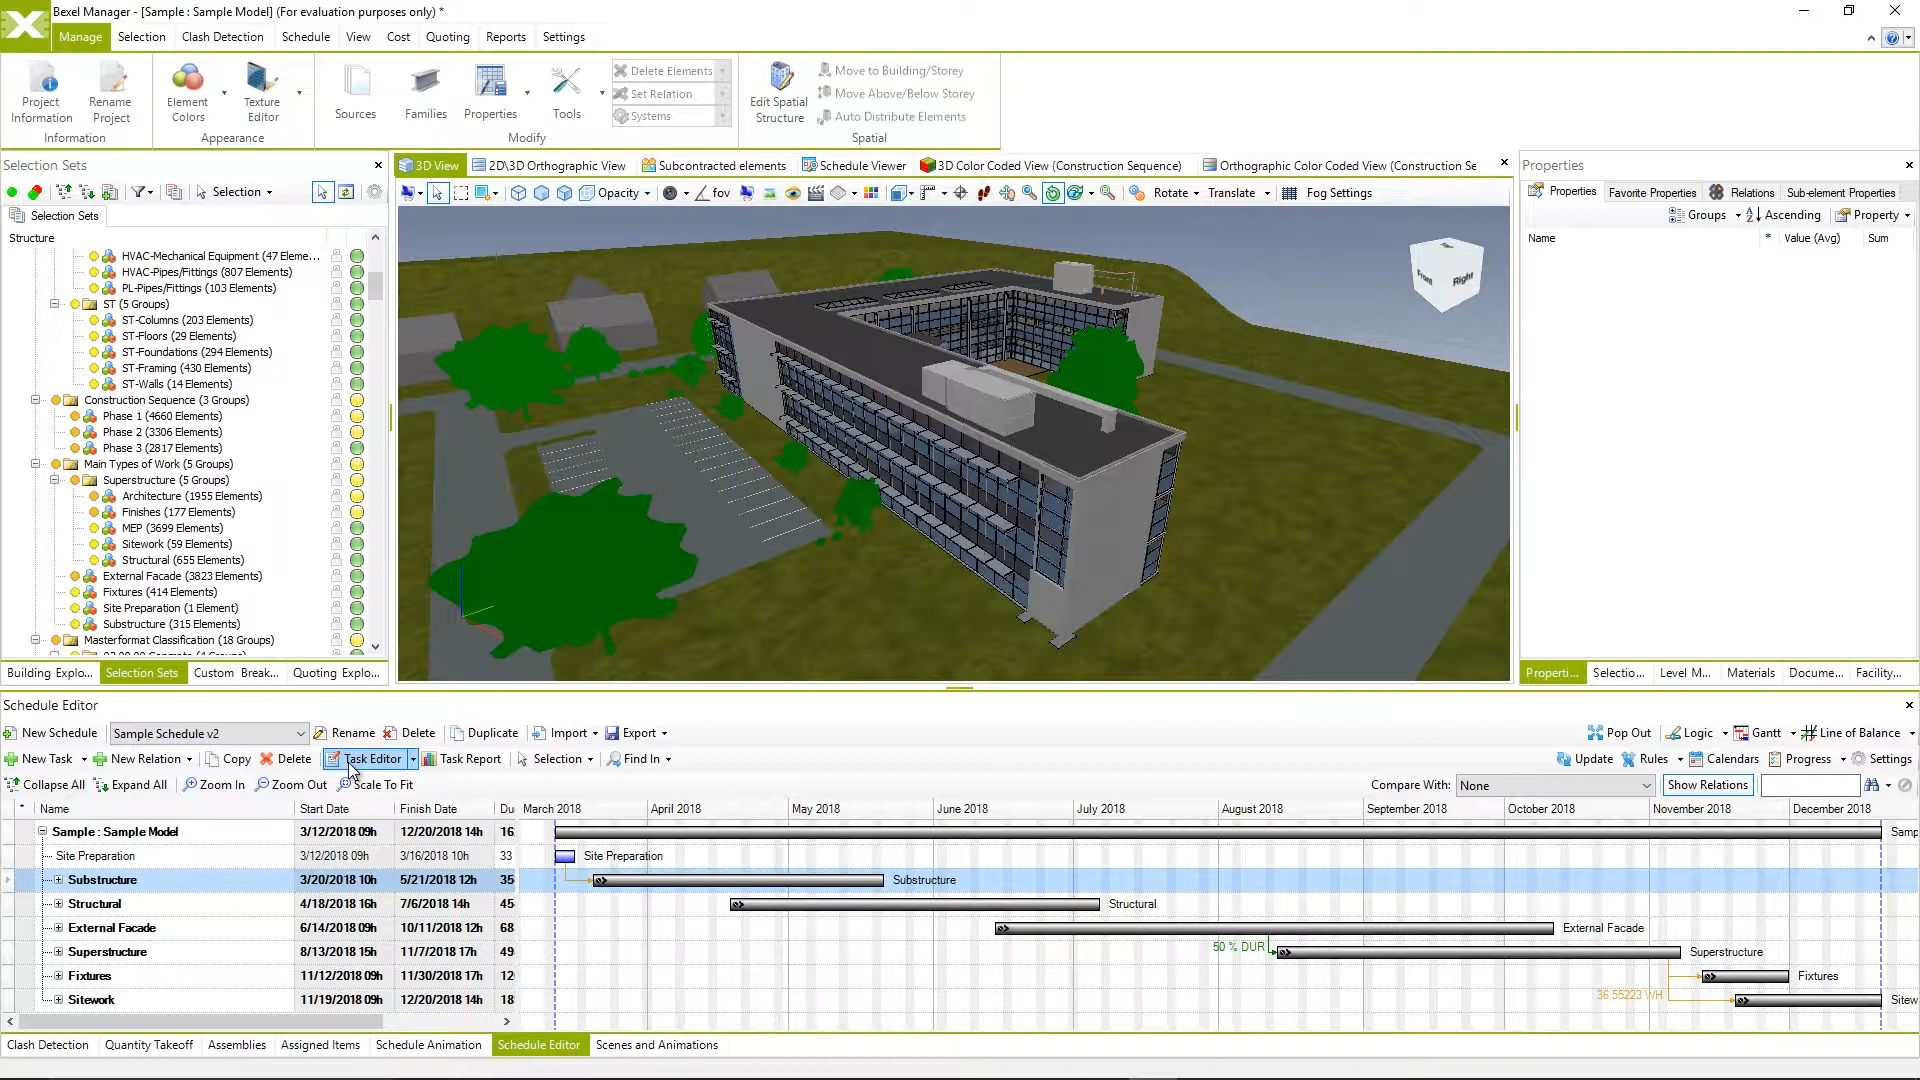 Bexel Manager - [Sample : Sample Model] (For evaluation purposes only) *
Manage Selection Clash Detection Schedule View Cost Quoting Reports Settings
Project Information Rename Project Element Colors Texture Editor Sources Families Properties Tools
Delete Elements
Set Relation
Systems
Edit Spatial Structure
Move to Building/Storey
Move Above/Below Storey
Auto Distribute Elements
Information Appearance Modify Spatial
Selection Sets
Selection
Selection Sets
Structure
HVAC-Mechanical Equipment (47 Eleme...
HVAC-Pipes/Fittings (807 Elements)
PL-Pipes/Fittings (103 Elements)
ST (5 Groups)
ST-Columns (203 Elements)
ST-Floors (29 Elements)
ST-Foundations (294 Elements)
ST-Framing (430 Elements)
ST-Walls (14 Elements)
Construction Sequence (3 Groups)
Phase 1 (4660 Elements)
Phase 2 (3306 Elements)
Phase 3 (2817 Elements)
Main Types of Work (5 Groups)
Superstructure (5 Groups)
Architecture (1955 Elements)
Finishes (177 Elements)
MEP (3699 Elements)
Sitework (59 Elements)
Structural (655 Elements)
External Facade (3823 Elements)
Fixtures (414 Elements)
Site Preparation (1 Element)
Substructure (315 Elements)
Masterformat Classification (18 Groups)
Building Explo... Selection Sets Custom Break... Quoting Explo...
3D View 2D\3D Orthographic View Subcontracted elements Schedule Viewer 3D Color Coded View (Construction Sequence) Orthographic Color Coded View (Construction Se
Opacity fov Rotate Translate Fog Settings
Front Right
Properties
Properties Favorite Properties Relations Sub-element Properties
Groups Ascending Property
Name * Value (Avg) Sum
Properti... Selectio... Level M... Materials Docume... Facility...
Schedule Editor
New Schedule Sample Schedule v2 Rename Delete Duplicate Import Export Pop Out Logic Gantt Line of Balance
New Task New Relation Copy Delete Task Editor Task Report Selection Find In Update Rules Calendars Progress Settings
Collapse All Expand All Zoom In Zoom Out Scale To Fit Compare With: None Show Relations
* Name Start Date Finish Date Du March 2018 April 2018 May 2018 June 2018 July 2018 August 2018 September 2018 October 2018 November 2018 December 2018
Sample : Sample Model 3/12/2018 09h 12/20/2018 14h 16 Samp
Site Preparation 3/12/2018 09h 3/16/2018 10h 33 Site Preparation
Substructure 3/20/2018 10h 5/21/2018 12h 35 Substructure
Structural 4/18/2018 16h 7/6/2018 14h 45 Structural
External Facade 6/14/2018 09h 10/11/2018 12h 68 External Facade
Superstructure 8/13/2018 15h 11/7/2018 17h 49 50 % DUR Superstructure
Fixtures 11/12/2018 09h 11/30/2018 17h 12 Fixtures
Sitework 11/19/2018 09h 12/20/2018 14h 18 36.55223 WH Sitew
Clash Detection Quantity Takeoff Assemblies Assigned Items Schedule Animation Schedule Editor Scenes and Animations